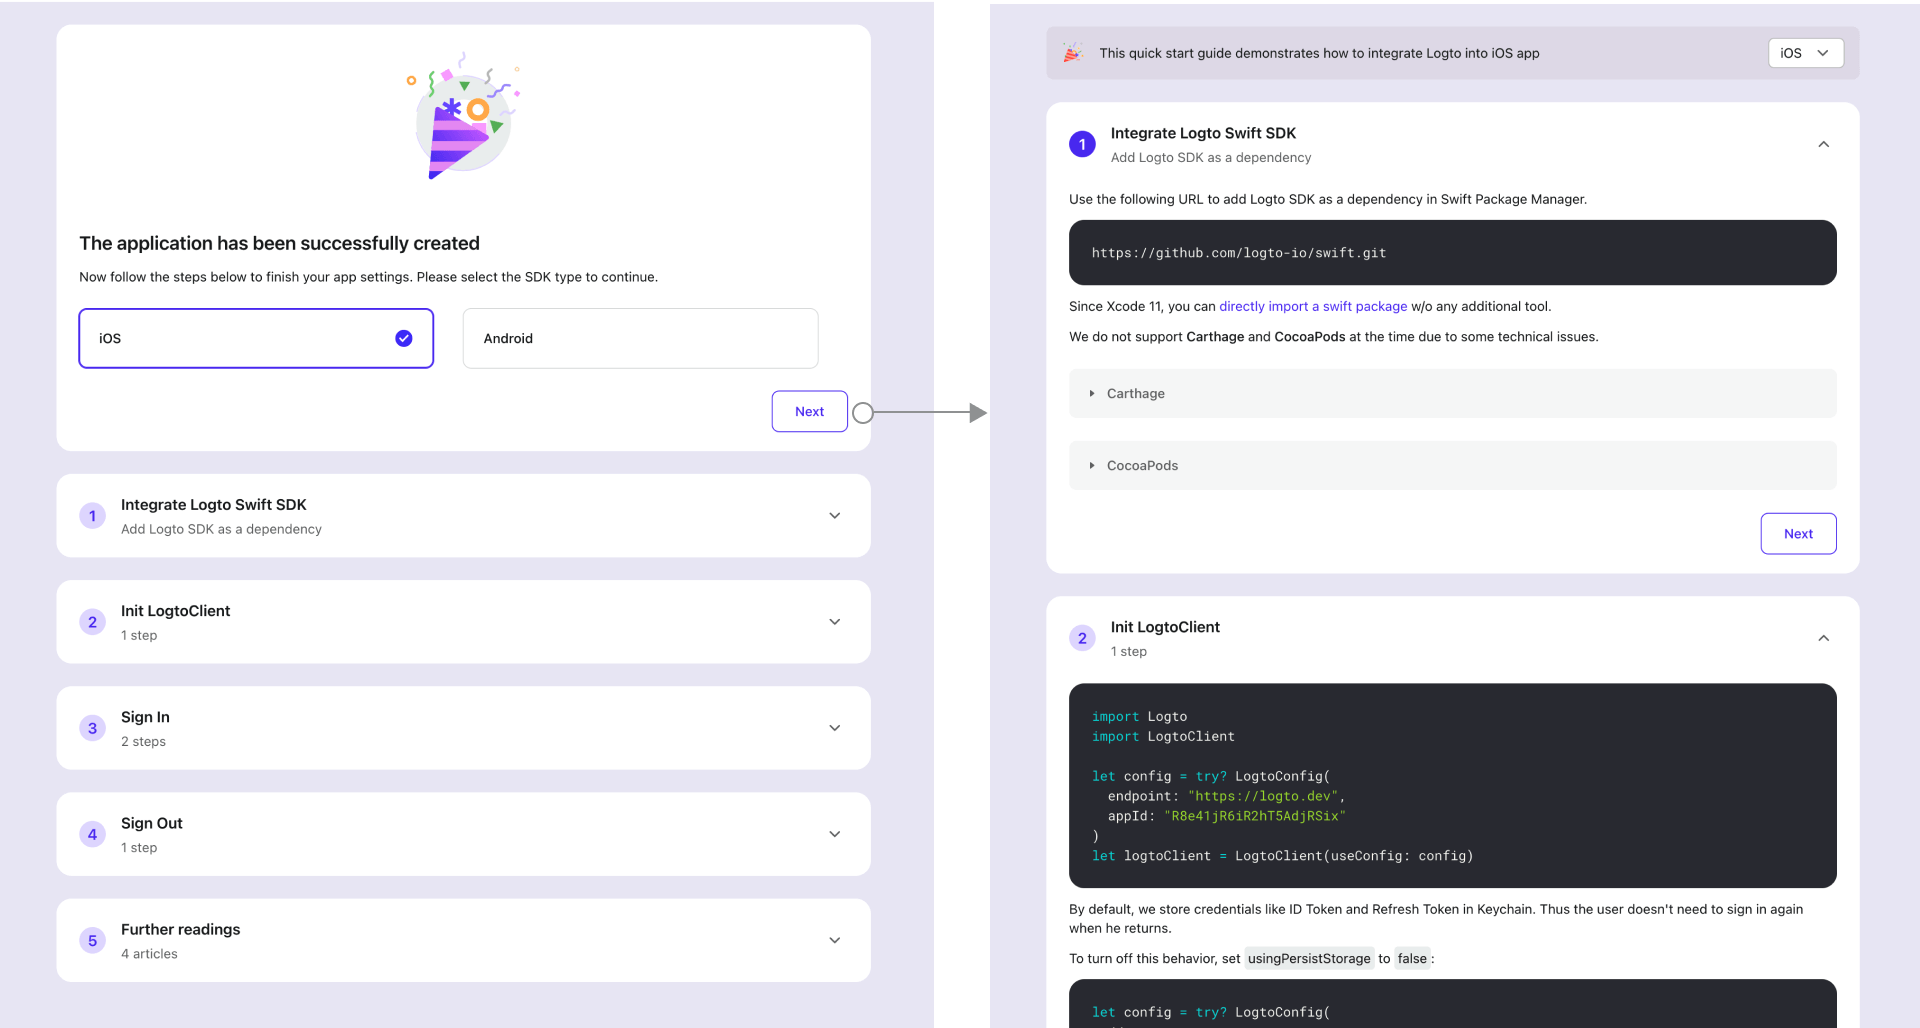 The application has been successfully created
Now follow the steps below to finish your app settings. Please select the SDK type to continue.
iOS
Android
Next
1
Integrate Logto Swift SDK
Add Logto SDK as a dependency
2
Init LogtoClient
1 step
3
Sign In
2 steps
4
Sign Out
1 step
5
Further readings
4 articles
This quick start guide demonstrates how to integrate Logto into iOS app
iOS
1
Integrate Logto Swift SDK
Add Logto SDK as a dependency
Use the following URL to add Logto SDK as a dependency in Swift Package Manager.
https://github.com/logto-io/swift.git
Since Xcode 11, you can directly import a swift package w/o any additional tool.
We do not support Carthage and CocoaPods at the time due to some technical issues.
Carthage
CocoaPods
Next
2
Init LogtoClient
1 step
import Logto
import LogtoClient
let config = try? LogtoConfig(
  endpoint: "https://logto.dev",
  appId: "R8e41jR6iR2hT5AdjRSix"
)
let logtoClient = LogtoClient(useConfig: config)
By default, we store credentials like ID Token and Refresh Token in Keychain. Thus the user doesn't need to sign in again
when he returns.
To turn off this behavior, set usingPersistStorage to false:
let config = try? LogtoConfig(